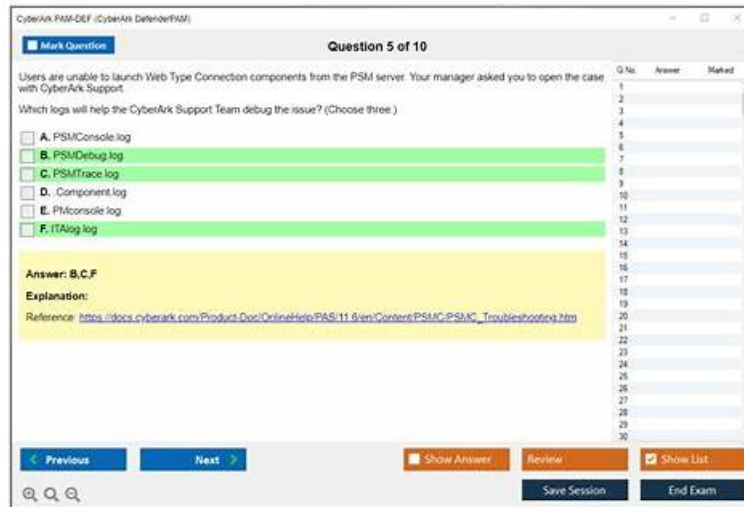 CyberArk PAM-DEF (CyberArk DefenderPAM)
Mark Question
Question 5 of 10
Users are unable to launch Web Type Connection components from the PSM server. Your manager asked you to open the case
with CyberArk Support.
Which logs will help the CyberArk Support Team debug the issue? (Choose three.)
A. PSMConsole.log
B. PSMDebug.log
C. PSMTrace.log
D. .Component.log
E. PMconsole.log
F. ITAlog.log
Answer: B,C,F
Explanation:
Reference: https://docs.cyberark.com/Product-Doc/OnlineHelp/PAS/11.6/en/Content/PSMC/PSMC_Troubleshooting.htm
Q No. Answer Marked
1
2
3
4
5
6
7
8
9
10
11
12
13
14
15
16
17
18
19
20
21
22
23
24
25
26
27
28
29
30
Previous
Next
Show Answer
Review
Show List
Save Session
End Exam